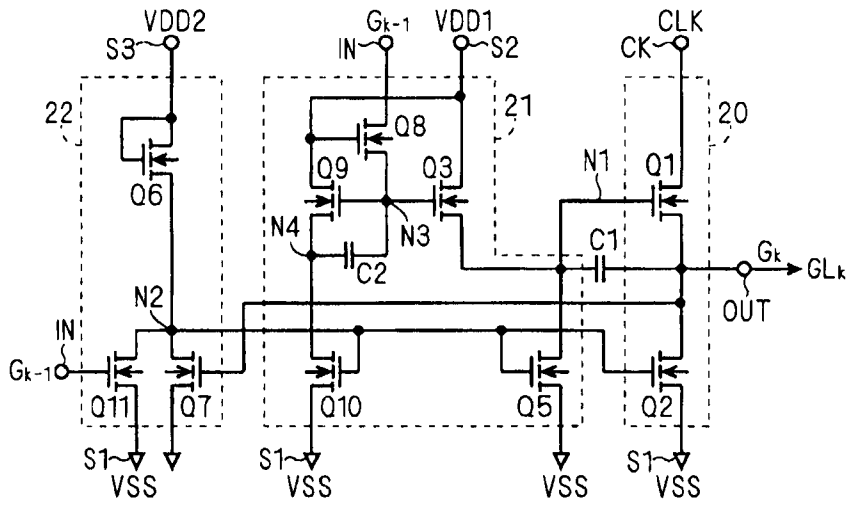 VDD2 Gk-1 VDD1 CLK
S3 IN S2 CK
22 Q8 21 20
Q6 Q9 Q3 N1 Q1
N4 N3
C2 C1 Gk GLk
OUT
N2
IN
Gk-1
Q11 Q7 Q10 Q5 Q2
S1 S1 S1
VSS VSS VSS VSS